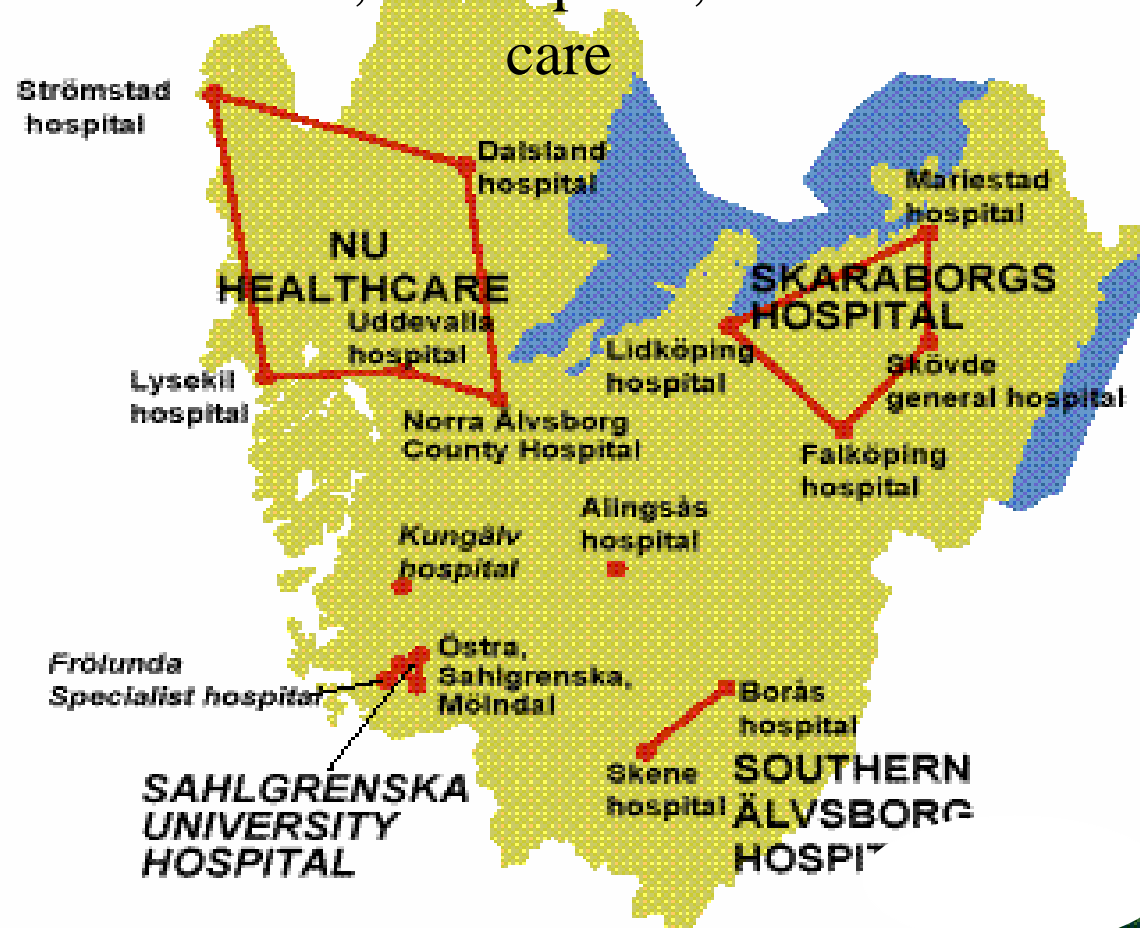 care
Strömstad
hospital
Dalsland
hospital
Mariestad
hospital
NU
HEALTHCARE
SKARABORGS
HOSPITAL
Uddevalla
hospital
Lidköping
hospital
Skövde
general hospital
Lysekil
hospital
Norra Älvsborg
County Hospital
Falköping
hospital
Alingsås
hospital
Kungälv
hospital
Östra,
Sahlgrenska,
Mölndal
Frölunda
Specialist hospital
Borås
hospital
Skene
hospital
SOUTHERN
ÄLVSBORG
SAHLGRENSKA
UNIVERSITY
HOSPITAL